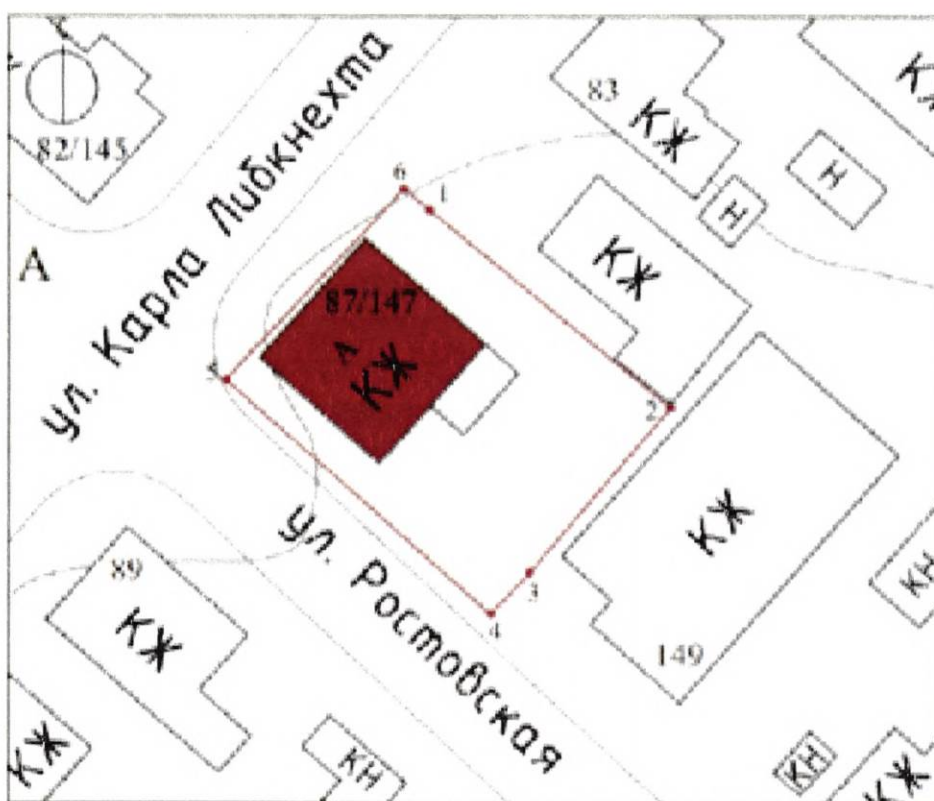 82/145
ул. Карла Либкнехта
83
КЖ
КЖ
Н
Н
6
1
А
КЖ
87/147
А
КЖ
5
2
ул. Ростовская
КЖ
3
4
89
КЖ
149
КН
КЖ
КН
КН
КЖ